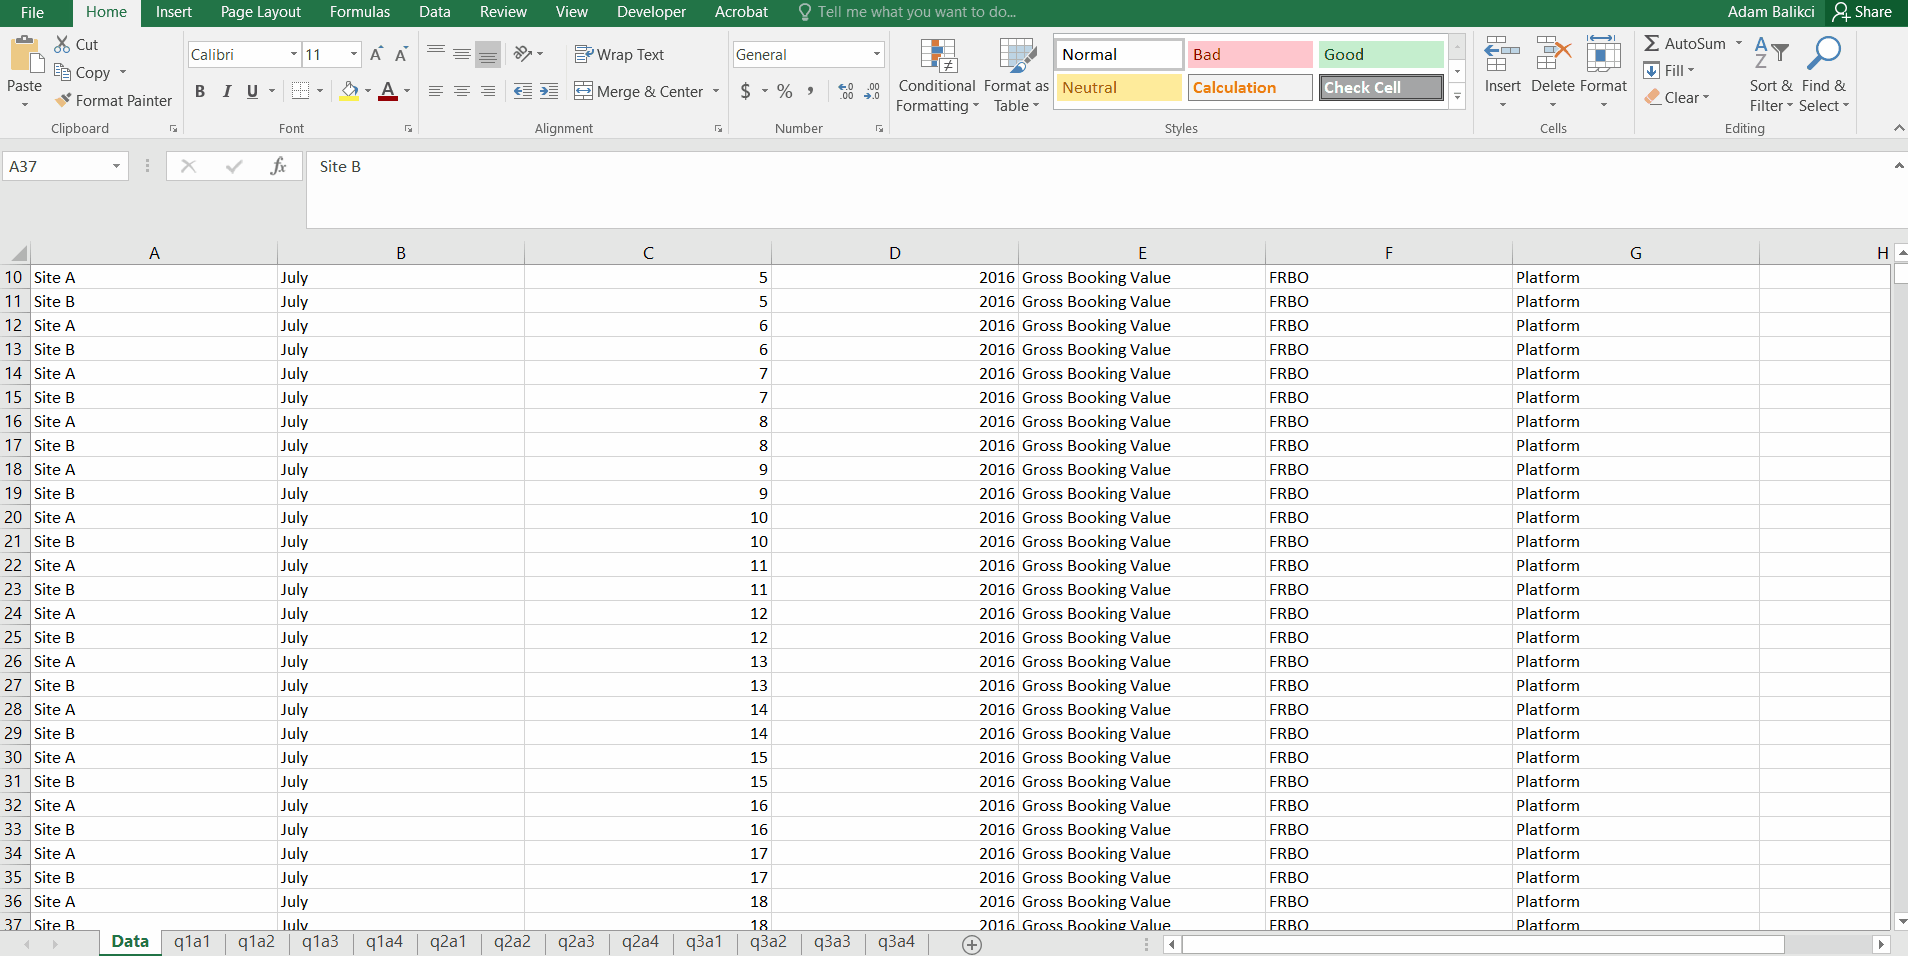 File Home Insert Page Layout Formulas Data Review View Developer Acrobat Tell me what you want to do... Adam Balikci Share
Paste Cut Copy Format Painter Clipboard
Calibri 11 A A B I U A Font
Wrap Text Merge & Center Alignment
General $ % , .00 .0 Number
Conditional Formatting Format as Table Normal Bad Good Neutral Calculation Check Cell Styles
Insert Delete Format Cells
AutoSum Fill Clear Sort & Filter Find & Select Editing
A37 fx Site B
A B C D E F G H
10 Site A July 5 2016 Gross Booking Value FRBO Platform
11 Site B July 5 2016 Gross Booking Value FRBO Platform
12 Site A July 6 2016 Gross Booking Value FRBO Platform
13 Site B July 6 2016 Gross Booking Value FRBO Platform
14 Site A July 7 2016 Gross Booking Value FRBO Platform
15 Site B July 7 2016 Gross Booking Value FRBO Platform
16 Site A July 8 2016 Gross Booking Value FRBO Platform
17 Site B July 8 2016 Gross Booking Value FRBO Platform
18 Site A July 9 2016 Gross Booking Value FRBO Platform
19 Site B July 9 2016 Gross Booking Value FRBO Platform
20 Site A July 10 2016 Gross Booking Value FRBO Platform
21 Site B July 10 2016 Gross Booking Value FRBO Platform
22 Site A July 11 2016 Gross Booking Value FRBO Platform
23 Site B July 11 2016 Gross Booking Value FRBO Platform
24 Site A July 12 2016 Gross Booking Value FRBO Platform
25 Site B July 12 2016 Gross Booking Value FRBO Platform
26 Site A July 13 2016 Gross Booking Value FRBO Platform
27 Site B July 13 2016 Gross Booking Value FRBO Platform
28 Site A July 14 2016 Gross Booking Value FRBO Platform
29 Site B July 14 2016 Gross Booking Value FRBO Platform
30 Site A July 15 2016 Gross Booking Value FRBO Platform
31 Site B July 15 2016 Gross Booking Value FRBO Platform
32 Site A July 16 2016 Gross Booking Value FRBO Platform
33 Site B July 16 2016 Gross Booking Value FRBO Platform
34 Site A July 17 2016 Gross Booking Value FRBO Platform
35 Site B July 17 2016 Gross Booking Value FRBO Platform
36 Site A July 18 2016 Gross Booking Value FRBO Platform
37 Site B July 18 2016 Gross Booking Value FRBO Platform
Data q1a1 q1a2 q1a3 q1a4 q2a1 q2a2 q2a3 q2a4 q3a1 q3a2 q3a3 q3a4